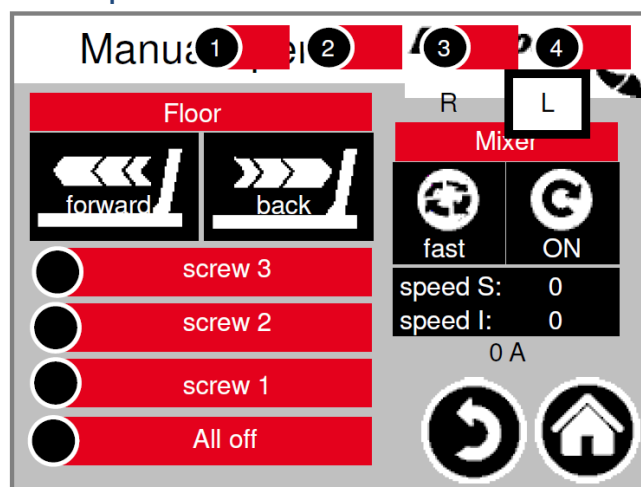 Manua
1
2
3
4
R
L
Floor
Mixer
forward
back
fast
ON
screw 3
speed S: 0
screw 2
speed I: 0
0 A
screw 1
All off